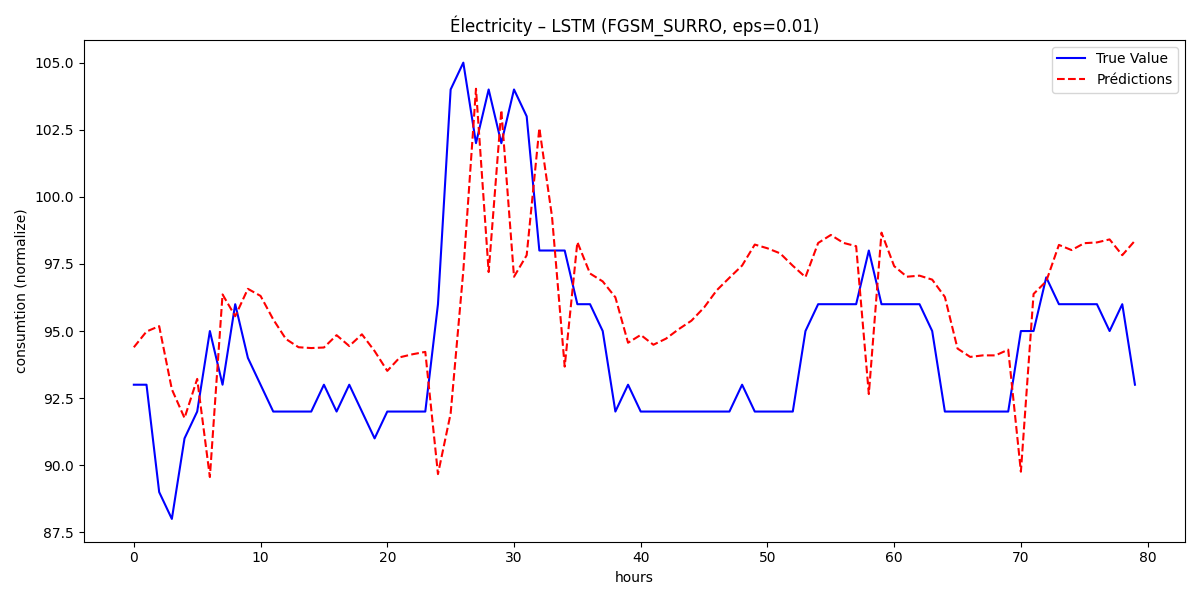 Électricity – LSTM (FGSM_SURRO, eps=0.01)
True Value
Prédictions
consumtion (normalize)
105.0
102.5
100.0
97.5
95.0
92.5
90.0
87.5
0 10 20 30 40 50 60 70 80
hours